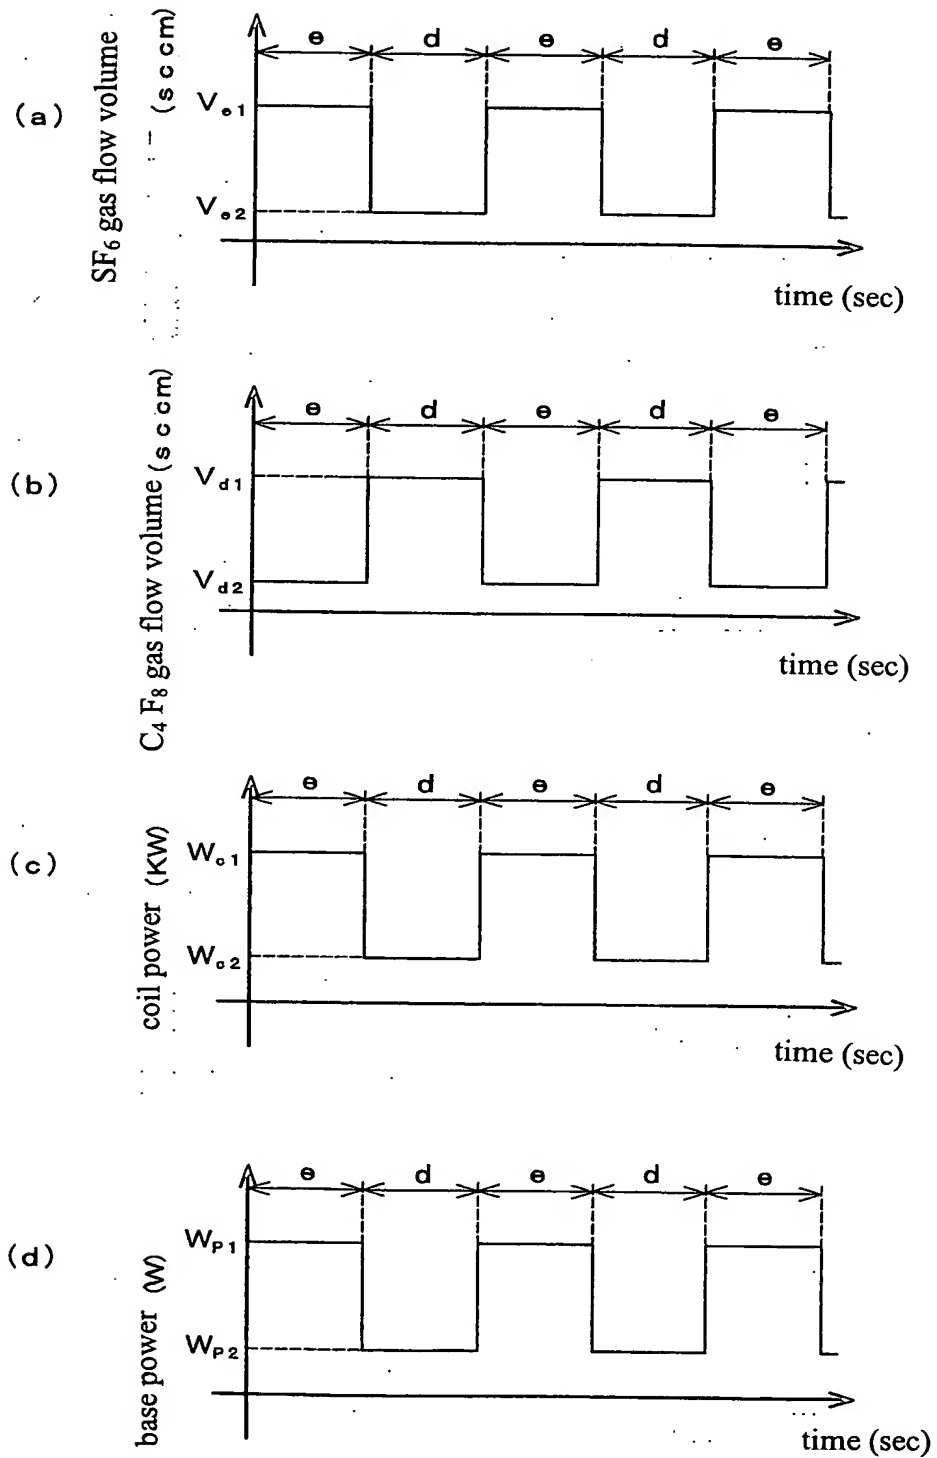 (a)
SF6 gas flow volume
(sccm)
e d e d e
Ve1
Ve2
time (sec)
(b)
C4F8 gas flow volume (sccm)
e d e d e
Vd1
Vd2
time (sec)
(c)
coil power (KW)
e d e d e
Wc1
Wc2
time (sec)
(d)
base power (W)
e d e d e
WP1
WP2
time (sec)